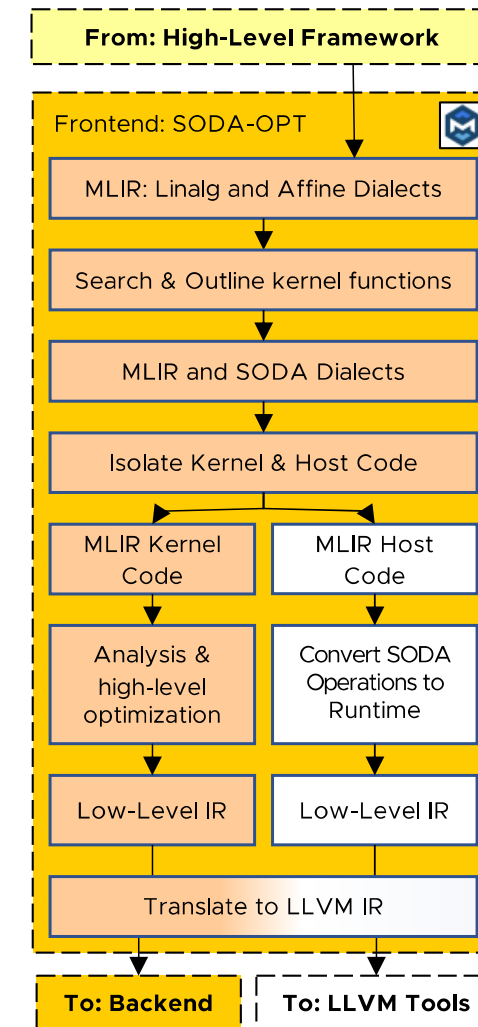 From: High-Level Framework
Frontend: SODA-OPT
MLIR: Linalg and Affine Dialects
Search & Outline kernel functions
MLIR and SODA Dialects
Isolate Kernel & Host Code
MLIR Kernel
Code
MLIR Host
Code
Analysis &
high-level
optimization
Convert SODA
Operations to
Runtime
Low-Level IR
Low-Level IR
Translate to LLVM IR
To: Backend
To: LLVM Tools